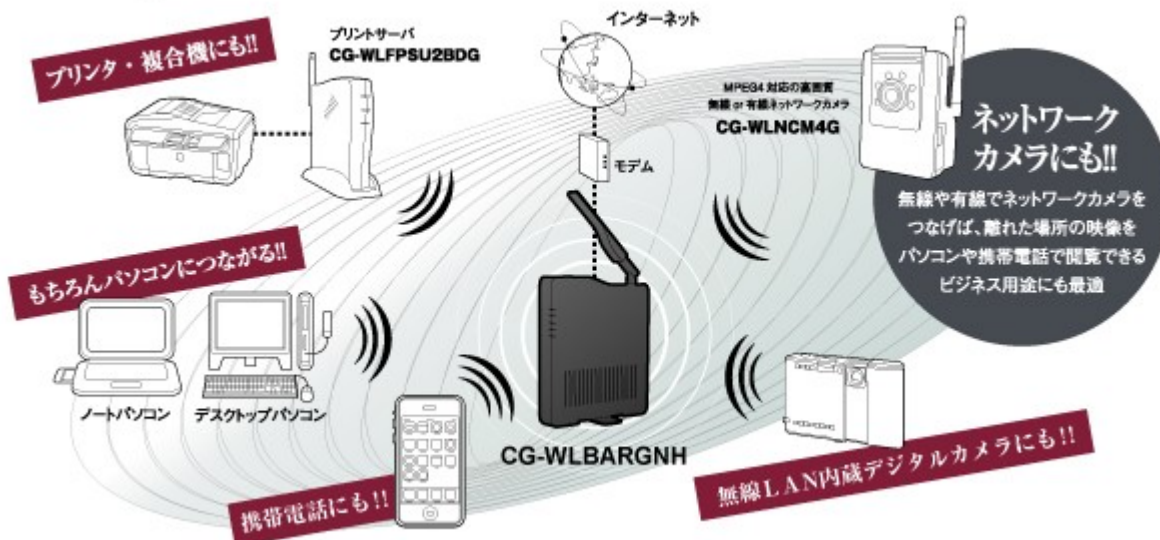 プリンタ・複合機にも!!
プリントサーバ
CG-WLFPSU2BDG
インターネット
MPEG4 対応の高画質
無線 or 有線ネットワークカメラ
CG-WLNCM4G
モデム
ネットワーク
カメラにも!!
無線や有線でネットワークカメラを
つなげば、離れた場所の映像を
パソコンや携帯電話で閲覧できる
ビジネス用途にも最適
もちろんパソコンにつながる!!
ノートパソコン
デスクトップパソコン
CG-WLBARGNH
携帯電話にも!!
無線LAN内蔵デジタルカメラにも!!